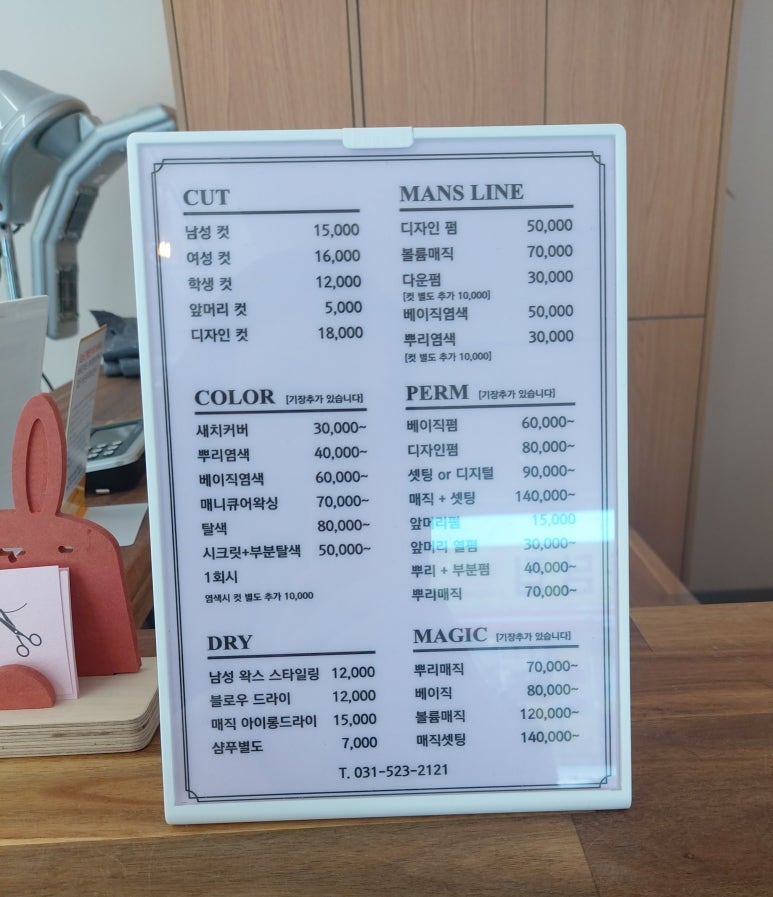 CUT
남성 컷 15,000
여성 컷 16,000
학생 컷 12,000
앞머리 컷 5,000
디자인 컷 18,000
MANS LINE
디자인 펌 50,000
볼륨매직 70,000
다운펌 30,000
[컷 별도 추가 10,000]
베이직염색 50,000
뿌리염색 30,000
[컷 별도 추가 10,000]
COLOR [기장추가 있습니다]
새치커버 30,000~
뿌리염색 40,000~
베이직염색 60,000~
매니큐어왁싱 70,000~
탈색 80,000~
시크릿+부분탈색 50,000~
1회시
염색시 컷 별도 추가 10,000
PERM [기장추가 있습니다]
베이직펌 60,000~
디자인펌 80,000~
셋팅 or 디지털 90,000~
매직 + 셋팅 140,000~
앞머리펌 15,000
앞머리 열펌 30,000~
뿌리 + 부분펌 40,000~
뿌리매직 70,000~
DRY
남성 왁스 스타일링 12,000
블로우 드라이 12,000
매직 아이롱드라이 15,000
샴푸별도 7,000
MAGIC [기장추가 있습니다]
뿌리매직 70,000~
베이직 80,000~
볼륨매직 120,000~
매직셋팅 140,000~
T. 031-523-2121